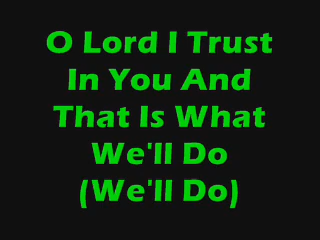 O Lord I Trust
In You And
That Is What
We'll Do
(We'll Do)